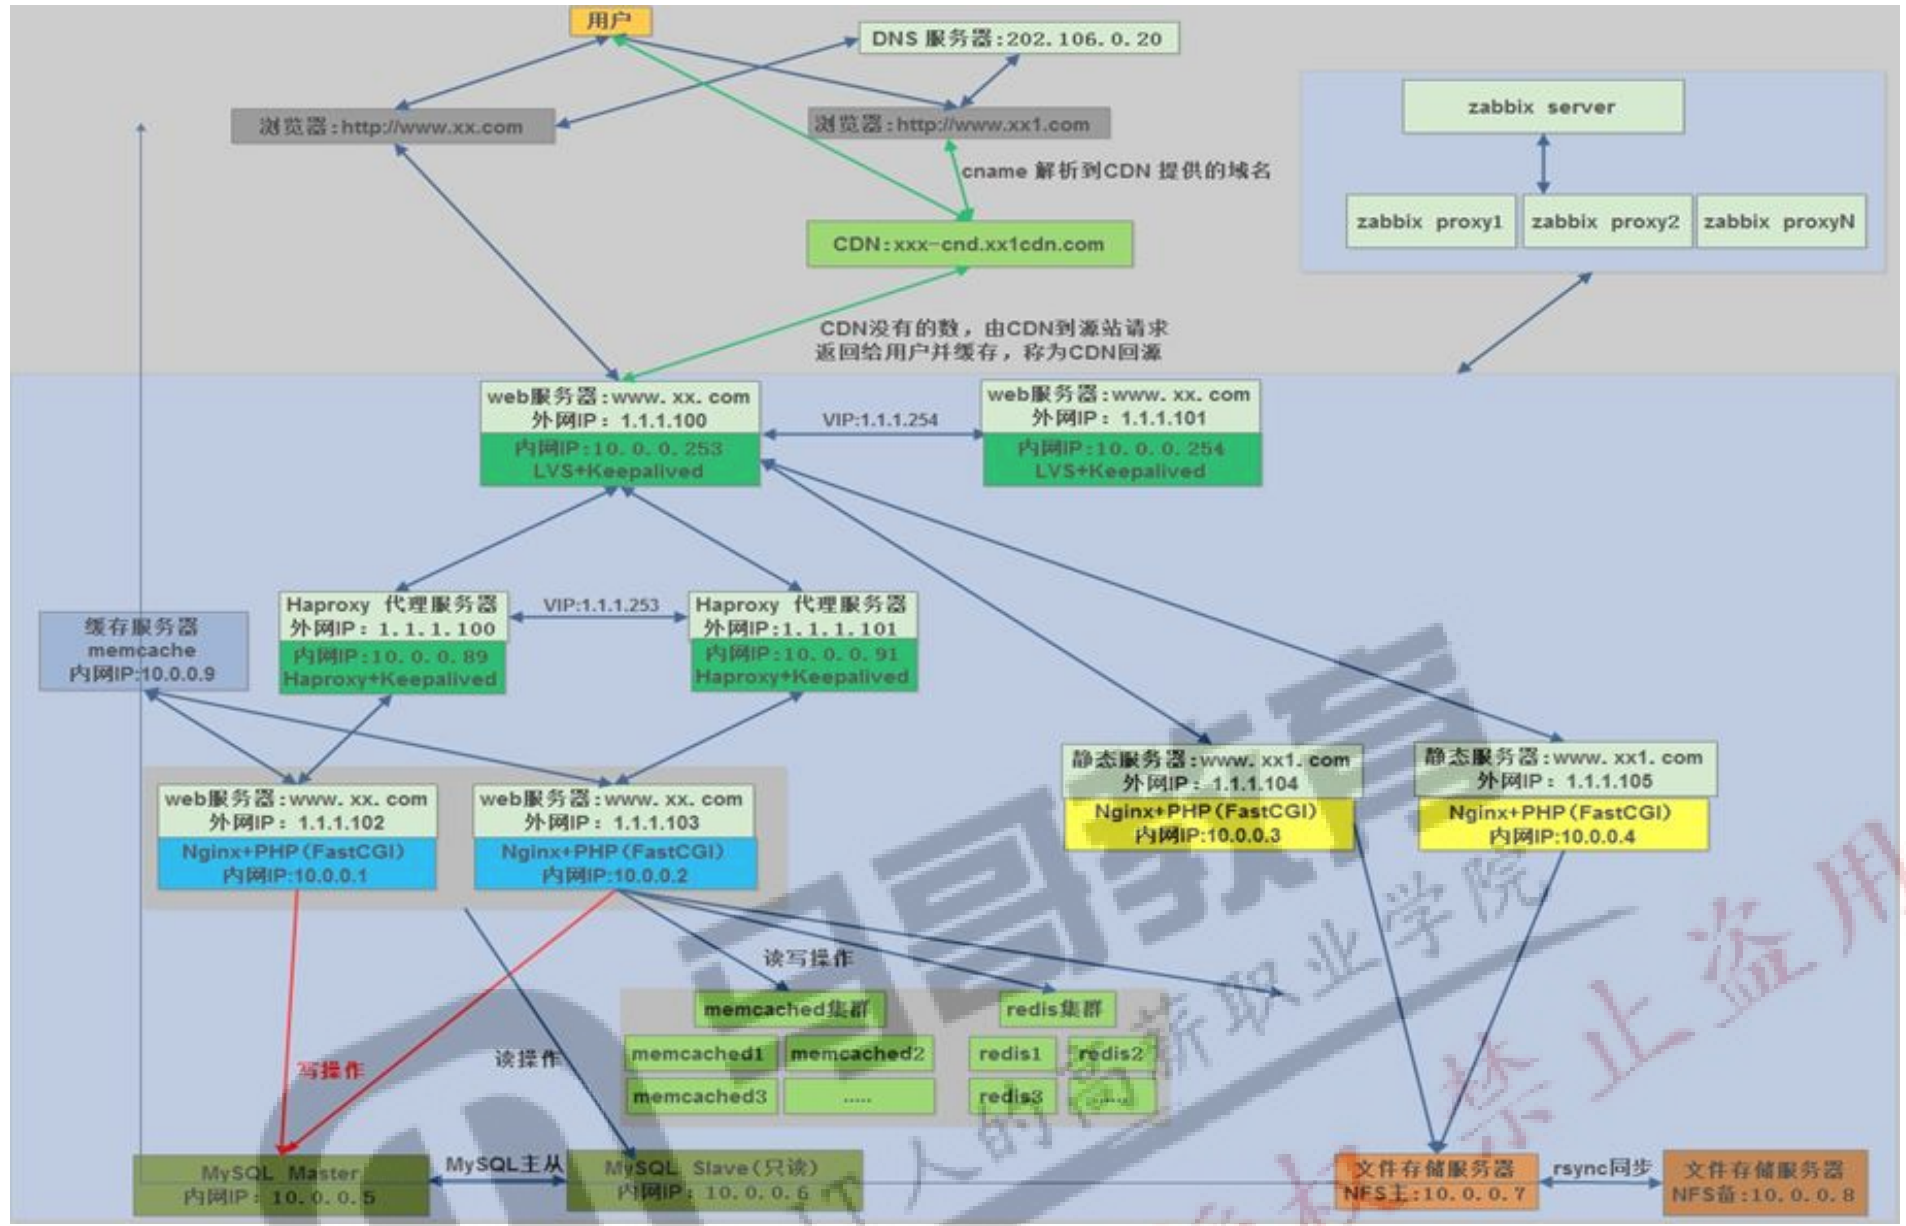 用户
DNS 服务器:202.106.0.20
浏览器:http://www.xx.com
浏览器:http://www.xx1.com
cname 解析到CDN 提供的域名
CDN:xxx-cnd.xx1cdn.com
zabbix server
zabbix proxy1
zabbix proxy2
zabbix proxyN
CDN没有的数，由CDN到源站请求
返回给用户并缓存，称为CDN回源
web服务器:www.xx.com
外网IP：1.1.1.100
内网IP:10.0.0.253
LVS+Keepalived
VIP:1.1.1.254
web服务器:www.xx.com
外网IP：1.1.1.101
内网IP:10.0.0.254
LVS+Keepalived
缓存服务器
memcache
内网IP:10.0.0.9
Haproxy 代理服务器
外网IP：1.1.1.100
内网IP:10.0.0.89
Haproxy+Keepalived
VIP:1.1.1.253
Haproxy 代理服务器
外网IP:1.1.1.101
内网IP:10.0.0.91
Haproxy+Keepalived
web服务器:www.xx.com
外网IP：1.1.1.102
Nginx+PHP(FastCGI)
内网IP:10.0.0.1
web服务器:www.xx.com
外网IP：1.1.1.103
Nginx+PHP(FastCGI)
内网IP:10.0.0.2
静态服务器:www.xx1.com
外网IP：1.1.1.104
Nginx+PHP(FastCGI)
内网IP:10.0.0.3
静态服务器:www.xx1.com
外网IP：1.1.1.105
Nginx+PHP(FastCGI)
内网IP:10.0.0.4
读写操作
写操作
读操作
memcached集群
memcached1
memcached2
memcached3
.....
redis集群
redis1
redis2
redis3
.....
MySQL Master
内网IP：10.0.0.5
MySQL主从
MySQL Slave(只读)
内网IP：10.0.0.6
文件存储服务器
NFS主:10.0.0.7
rsync同步
文件存储服务器
NFS备:10.0.0.8
马哥教育
人的高薪职业学院
禁止盗用